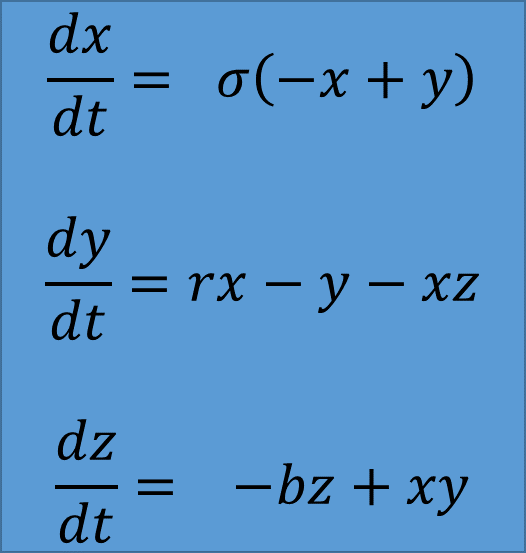 dx/dt = σ(−x + y)
dy/dt = rx − y − xz
dz/dt = −bz + xy